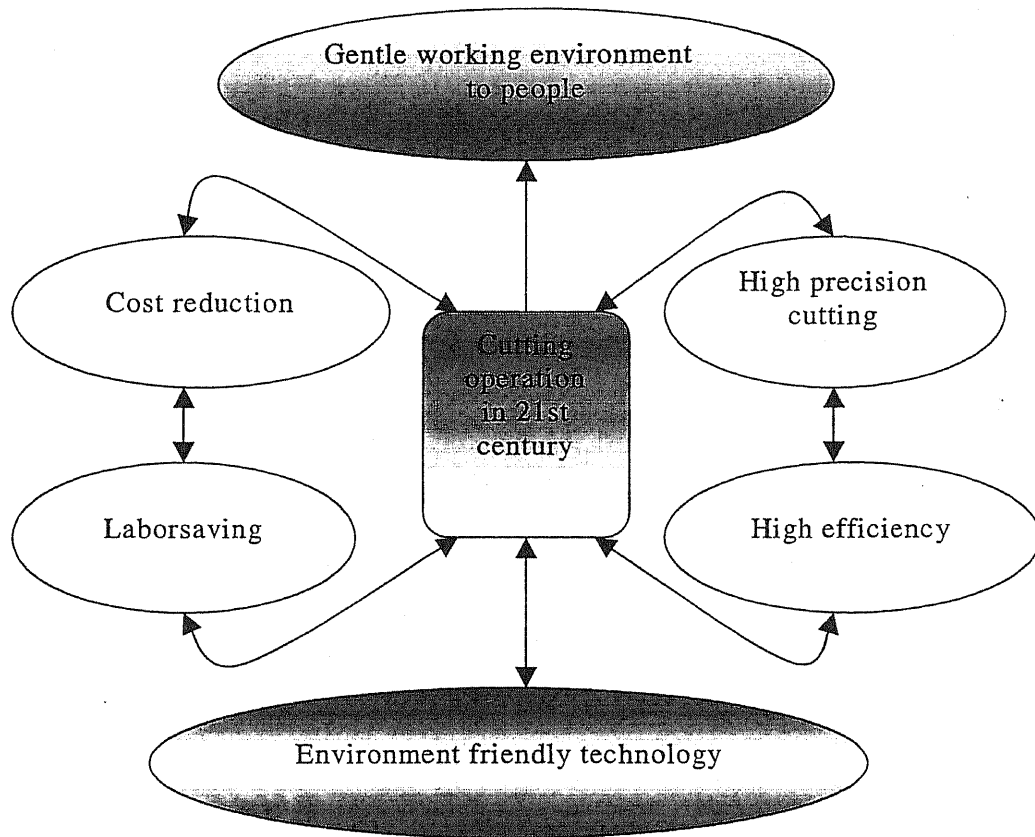 Gentle working environment
to people
Cost reduction
High precision
cutting
Cutting
operation
in 21st
century
Laborsaving
High efficiency
Environment friendly technology